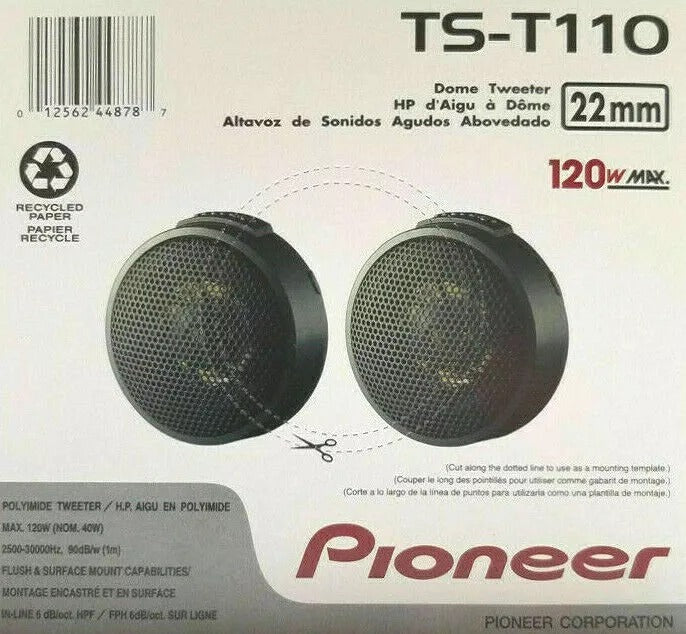 TS-T110
Dome Tweeter
HP d'Aigu à Dôme
Altavoz de Sonidos Agudos Abovedado
22mm
0 12562 44878 7
120W MAX.
RECYCLED
PAPER
PAPIER
RECYCLE
(Cut along the dotted line to use as a mounting template.)
(Couper le long des pointillés pour utiliser comme gabarit de montage.)
(Corte a lo largo de la línea de puntos para utilizarla como una plantilla de montaje.)
POLYIMIDE TWEETER / H.P. AIGU EN POLYIMIDE
MAX. 120W (NOM. 40W)
2500-30000Hz, 90dB/w (1m)
FLUSH & SURFACE MOUNT CAPABILITIES/
MONTAGE ENCASTRÉ ET EN SURFACE
IN-LINE 6 dB/oct. HPF / FPH 6dB/oct. SUR LIGNE
Pioneer
PIONEER CORPORATION